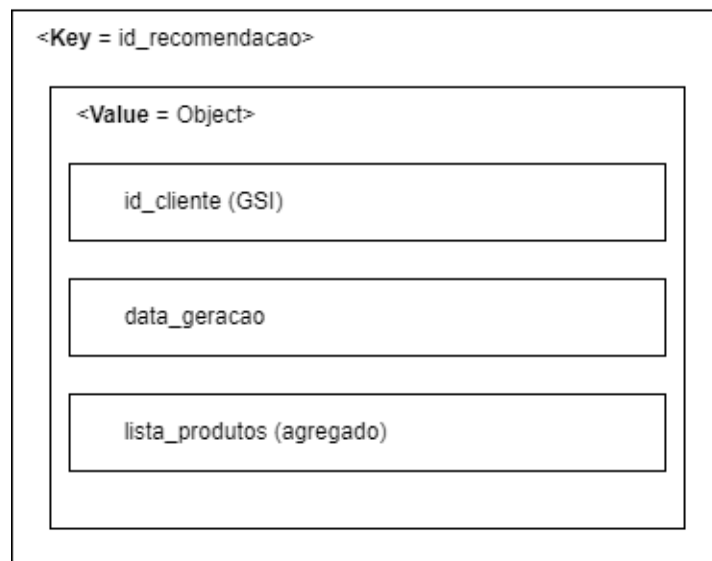 <Key = id_recomendacao>
<Value = Object>
id_cliente (GSI)
data_geracao
lista_produtos (agregado)